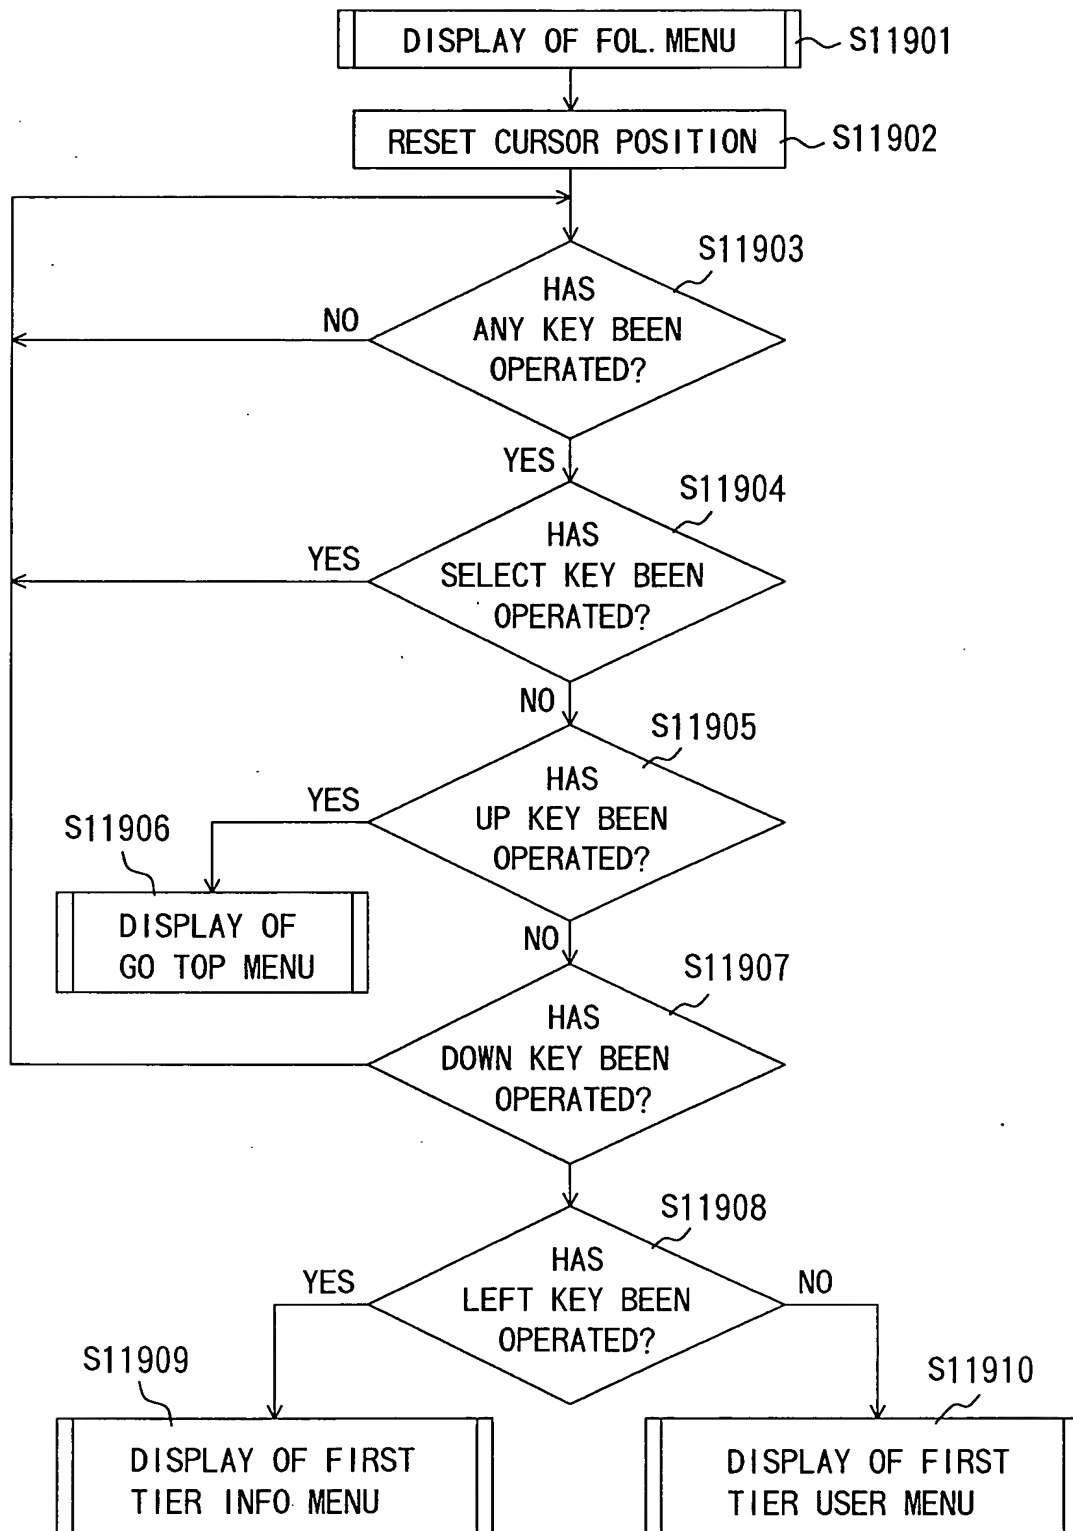 DISPLAY OF FOL. MENU
S11901
RESET CURSOR POSITION
S11902
S11903
HAS
ANY KEY BEEN
OPERATED?
NO
YES
S11904
HAS
SELECT KEY BEEN
OPERATED?
YES
NO
S11905
HAS
UP KEY BEEN
OPERATED?
YES
S11906
DISPLAY OF
GO TOP MENU
NO
S11907
HAS
DOWN KEY BEEN
OPERATED?
S11908
HAS
LEFT KEY BEEN
OPERATED?
YES
NO
S11909
DISPLAY OF FIRST
TIER INFO MENU
S11910
DISPLAY OF FIRST
TIER USER MENU